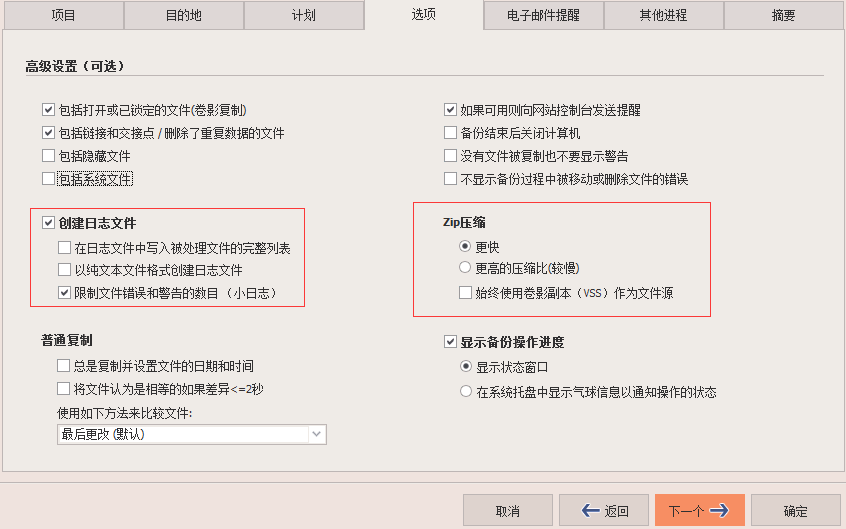 项目
目的地
计划
选项
电子邮件提醒
其他进程
摘要
高级设置（可选）
包括打开或已锁定的文件(卷影复制)
包括链接和交接点 / 删除了重复数据的文件
包括隐藏文件
包括系统文件
如果可用则向网站控制台发送提醒
备份结束后关闭计算机
没有文件被复制也不要显示警告
不显示备份过程中被移动或删除文件的错误
创建日志文件
在日志文件中写入被处理文件的完整列表
以纯文本文件格式创建日志文件
限制文件错误和警告的数目 （小日志）
Zip压缩
更快
更高的压缩比(较慢)
始终使用卷影副本（VSS）作为文件源
普通复制
总是复制并设置文件的日期和时间
将文件认为是相等的如果差异<=2秒
使用如下方法来比较文件:
最后更改 (默认)
显示备份操作进度
显示状态窗口
在系统托盘中显示气球信息以通知操作的状态
取消
返回
下一个
确定